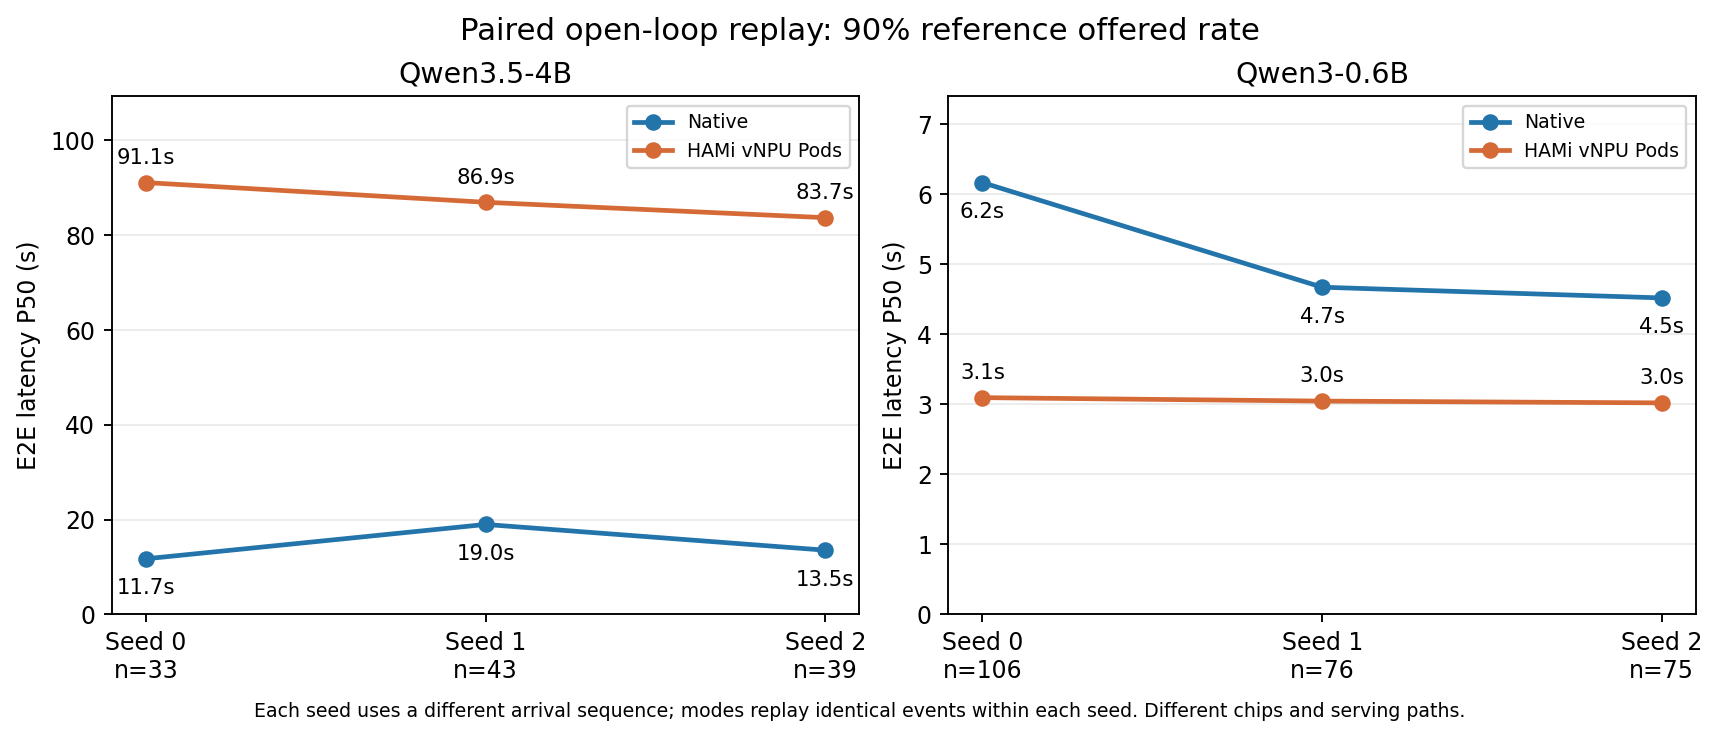 Paired open-loop replay: 90% reference offered rate
Qwen3.5-4B
E2E latency P50 (s)
100
80
60
40
20
0
Native
HAMi vNPU Pods
91.1s
86.9s
83.7s
11.7s
19.0s
13.5s
Seed 0
n=33
Seed 1
n=43
Seed 2
n=39
Qwen3-0.6B
E2E latency P50 (s)
7
6
5
4
3
2
1
0
Native
HAMi vNPU Pods
6.2s
4.7s
4.5s
3.1s
3.0s
3.0s
Seed 0
n=106
Seed 1
n=76
Seed 2
n=75
Each seed uses a different arrival sequence; modes replay identical events within each seed. Different chips and serving paths.